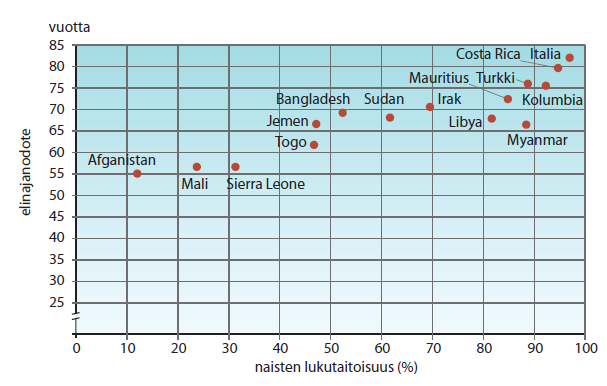 vuotta
85
80
75
70
65
60
55
50
45
40
35
30
25
elinajanodote
Costa Rica Italia
Mauritius Turkki
Bangladesh Sudan Irak Kolumbia
Jemen Libya
Togo Myanmar
Afganistan
Mali Sierra Leone
0 10 20 30 40 50 60 70 80 90 100
naisten lukutaitoisuus (%)